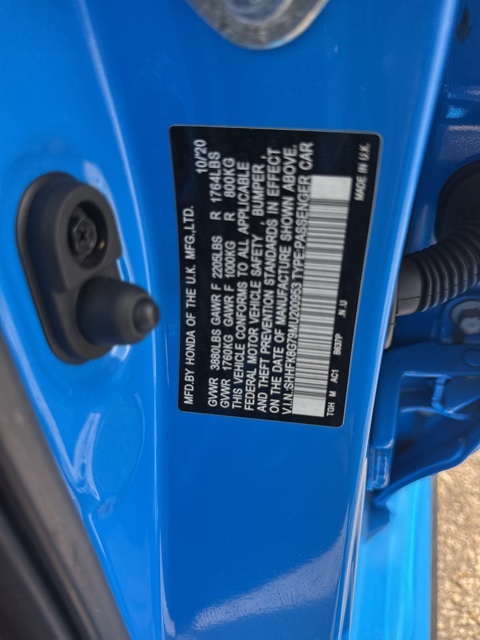 MFD.BY HONDA OF THE U.K. MFG.,LTD. 10/20
GVWR 3880LBS GAWR F 2205LBS R 1764LBS
GVWR 1760KG GAWR F 1000KG R 800KG
THIS VEHICLE CONFORMS TO ALL APPLICABLE
FEDERAL MOTOR VEHICLE SAFETY, BUMPER,
AND THEFT PREVENTION STANDARDS IN EFFECT
ON THE DATE OF MANUFACTURE SHOWN ABOVE.
V.I.N.:SHHFK8G79MU200953 TYPE:PASSENGER CAR
MADE IN U.K.
TGH M AC1 B637P .N.U